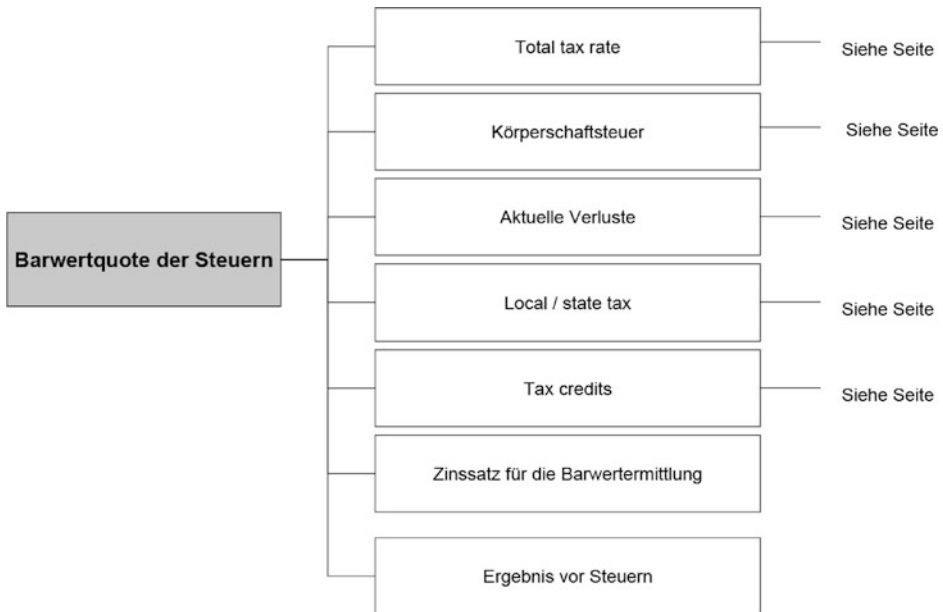 Total tax rate
Siehe Seite
Körperschaftsteuer
Siehe Seite
Aktuelle Verluste
Siehe Seite
Barwertquote der Steuern
Local / state tax
Siehe Seite
Tax credits
Siehe Seite
Zinssatz für die Barwertermittlung
Ergebnis vor Steuern